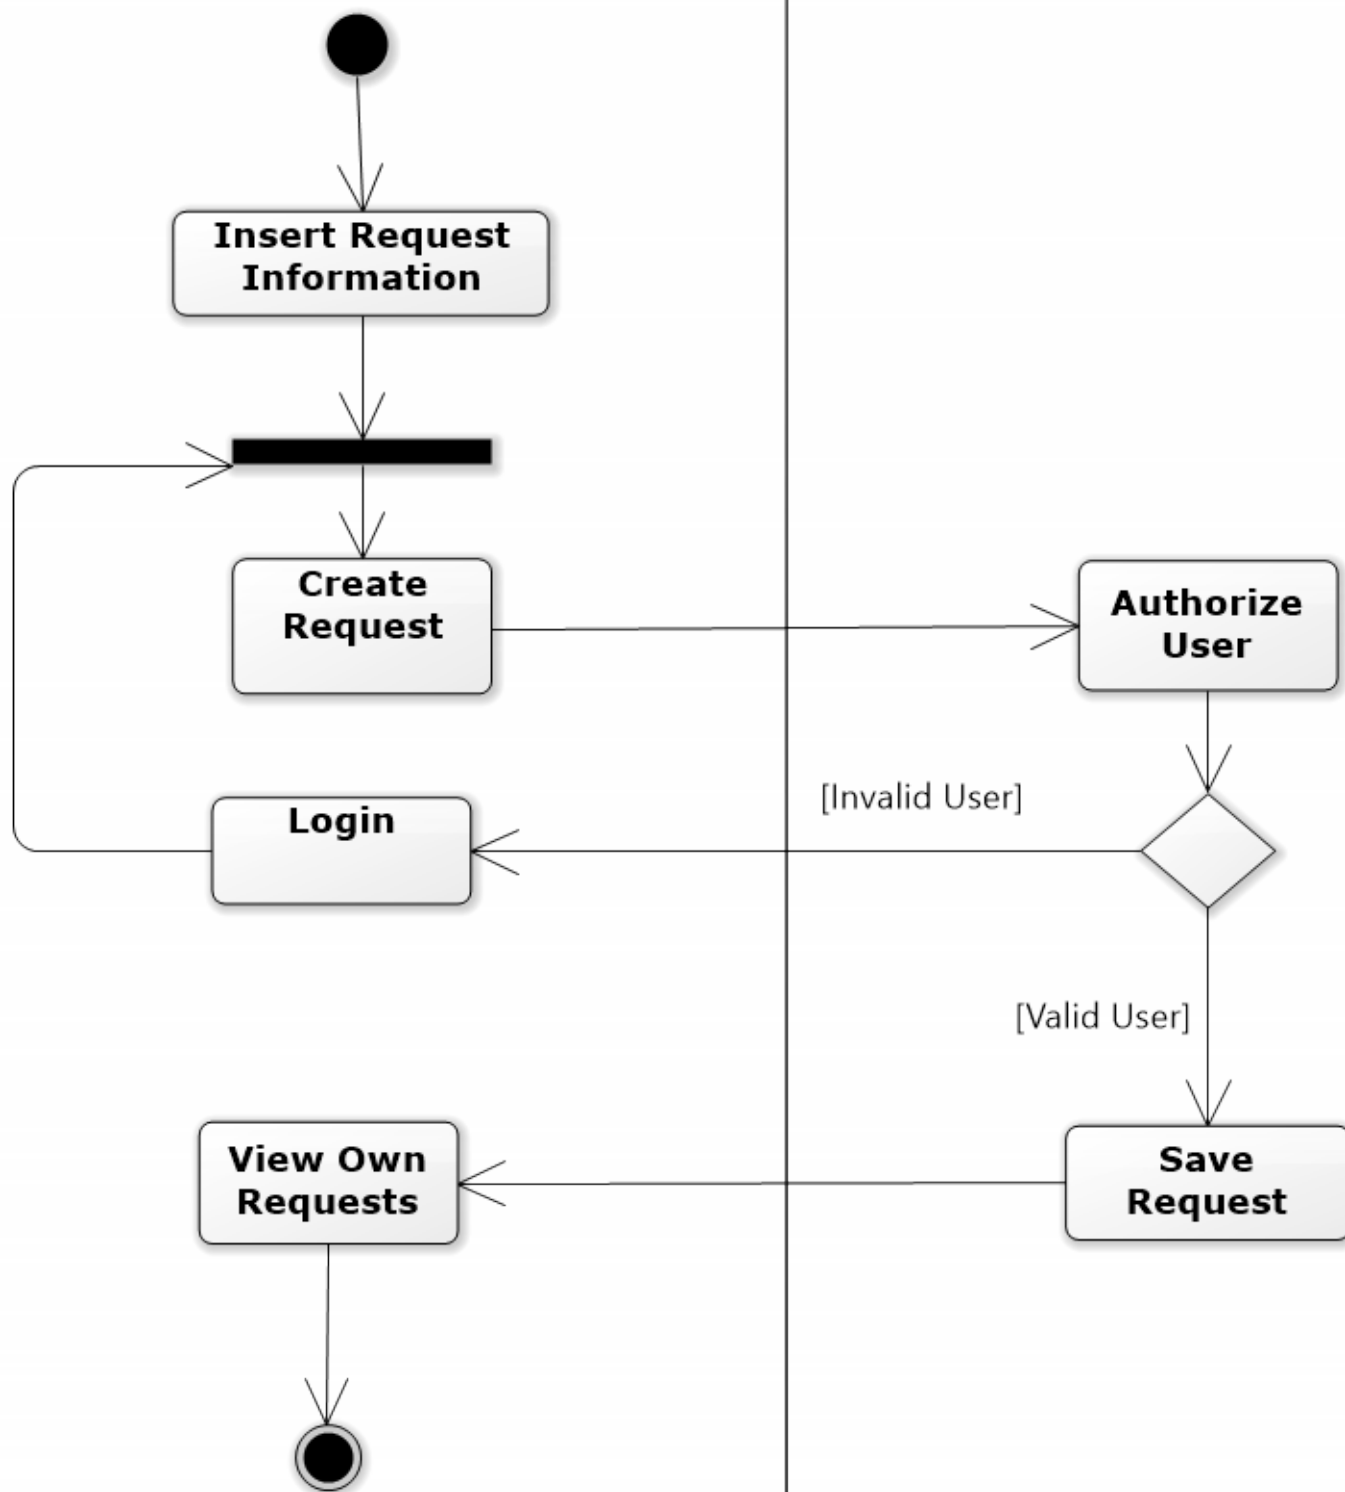 Insert Request
Information
Create
Request
Authorize
User
[Invalid User]
Login
[Valid User]
View Own
Requests
Save
Request